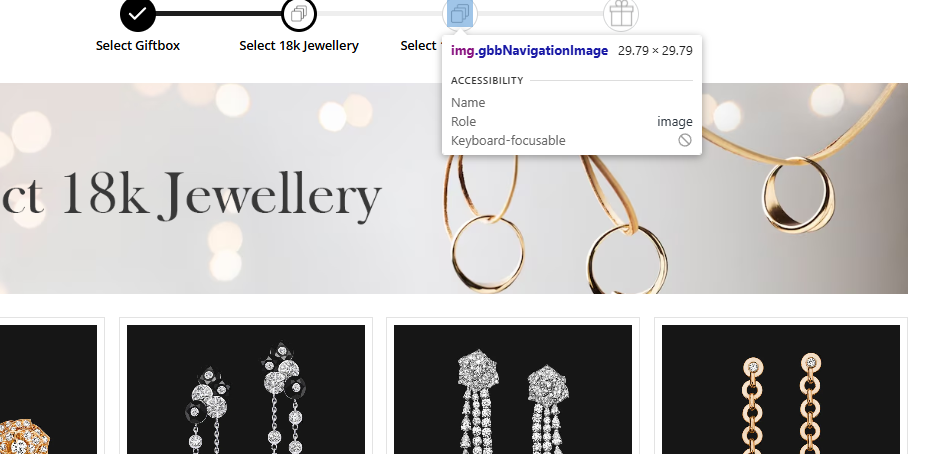 Select Giftbox
Select 18k Jewellery
Select
img.gbbNavigationImage 29.79 × 29.79
ACCESSIBILITY
Name
Role image
Keyboard-focusable
ct 18k Jewellery